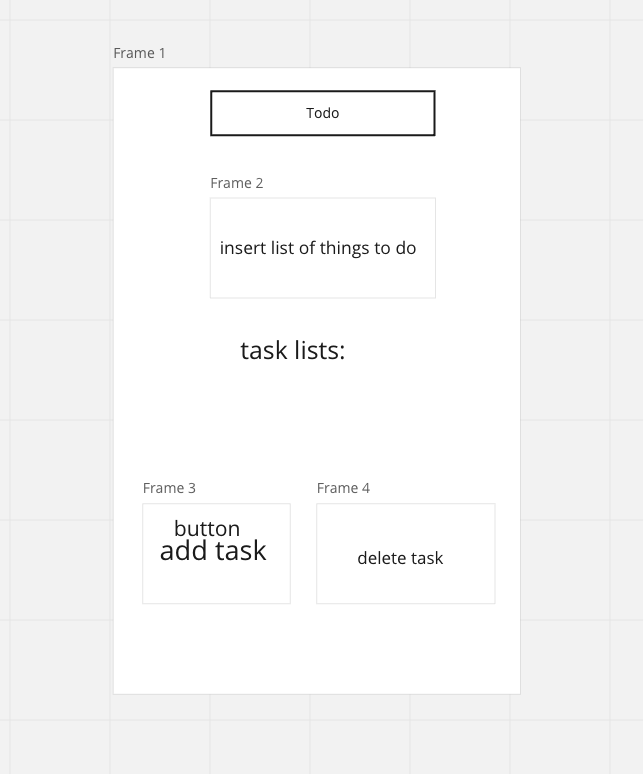 Frame 1
Todo
Frame 2
insert list of things to do
task lists:
Frame 3
button
add task
Frame 4
delete task